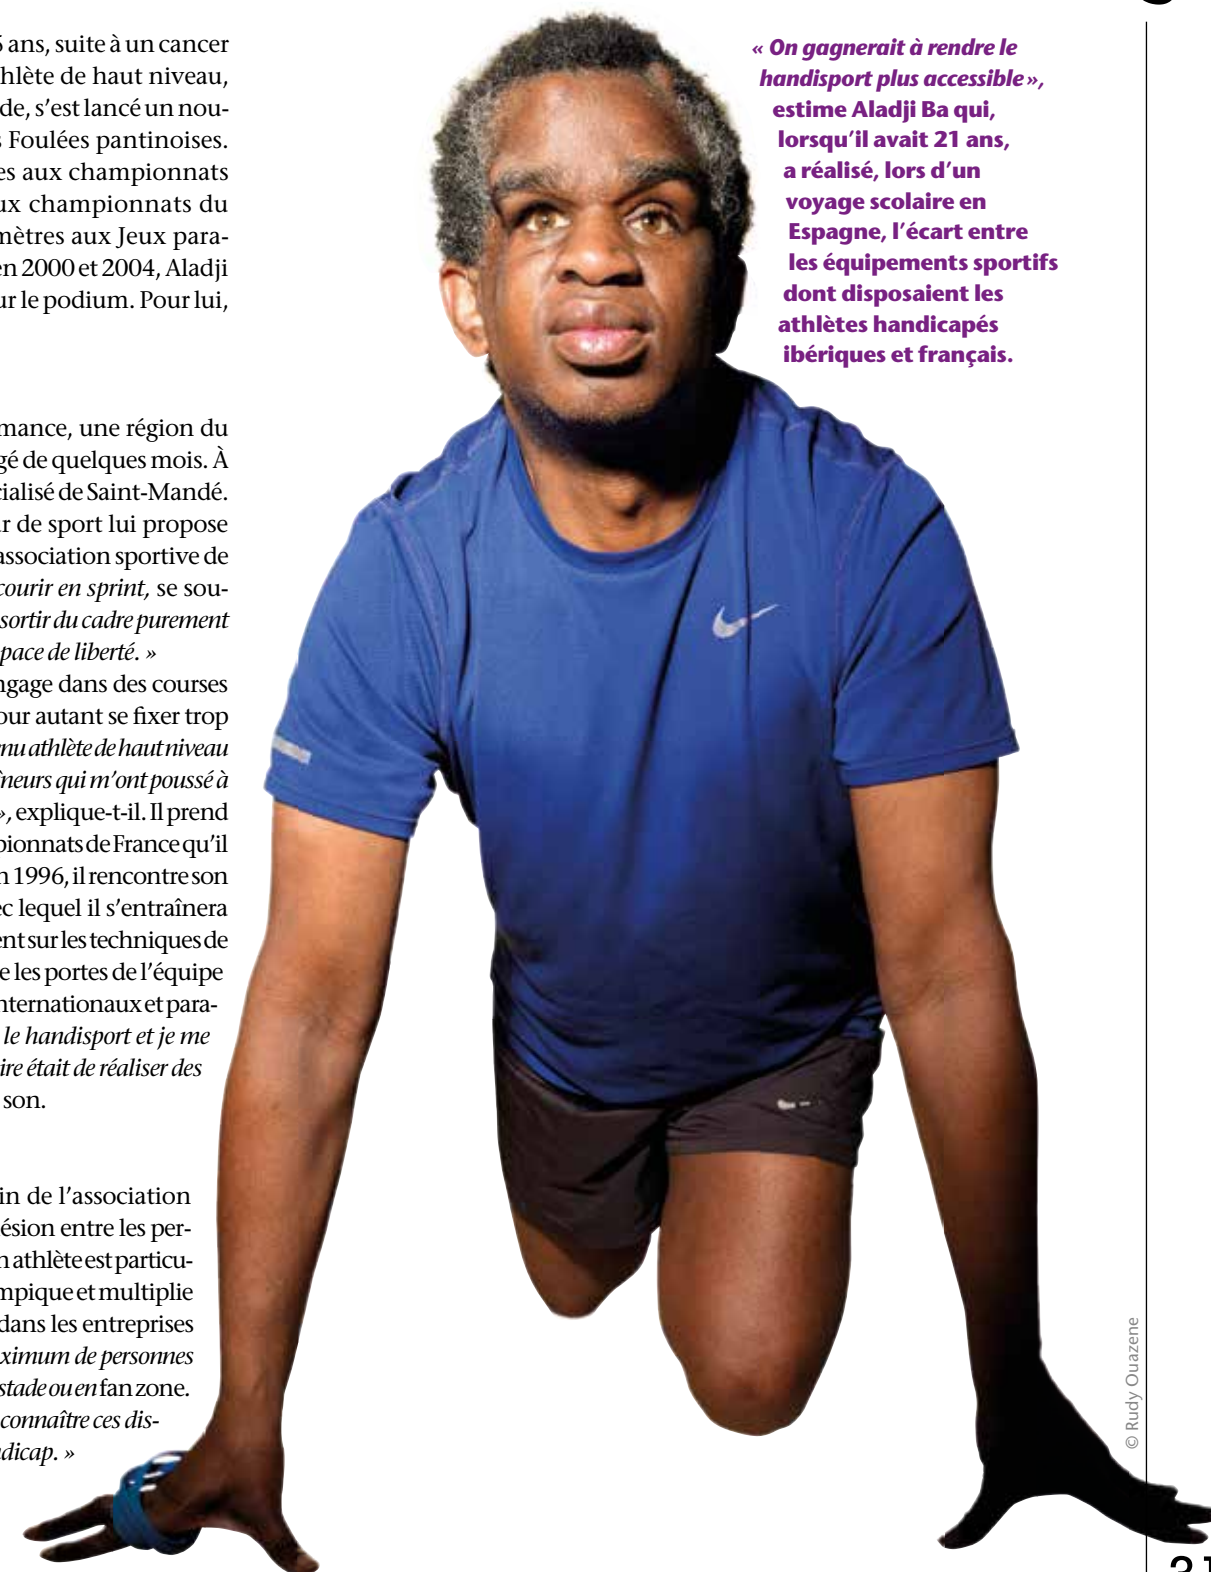 5 ans, suite à un cancer
hlète de haut niveau,
de, s’est lancé un nou-
s Foulées pantinoises.
es aux championnats
ux championnats du
mètres aux Jeux para-
en 2000 et 2004, Aladji
ur le podium. Pour lui,
mance, une région du
gé de quelques mois. À
cialisé de Saint-Mandé.
ur de sport lui propose
association sportive de
courir en sprint, se sou-
sortir du cadre purement
pace de liberté. »
ngage dans des courses
our autant se fixer trop
nu athlète de haut niveau
îneurs qui m’ont poussé à
», explique-t-il. Il prend
pionnats de France qu’il
n 1996, il rencontre son
ec lequel il s’entraînera
ent sur les techniques de
e les portes de l’équipe
nternationaux et para-
le handisport et je me
ire était de réaliser des
son.
in de l’association
ésion entre les per-
n athlète est particu-
mpique et multiplie
dans les entreprises
ximum de personnes
stade ou en fan zone.
connaître ces dis-
dicap. »
« On gagnerait à rendre le
handisport plus accessible »,
estime Aladji Ba qui,
lorsqu’il avait 21 ans,
a réalisé, lors d’un
voyage scolaire en
Espagne, l’écart entre
les équipements sportifs
dont disposaient les
athlètes handicapés
ibériques et français.
© Rudy Ouazene